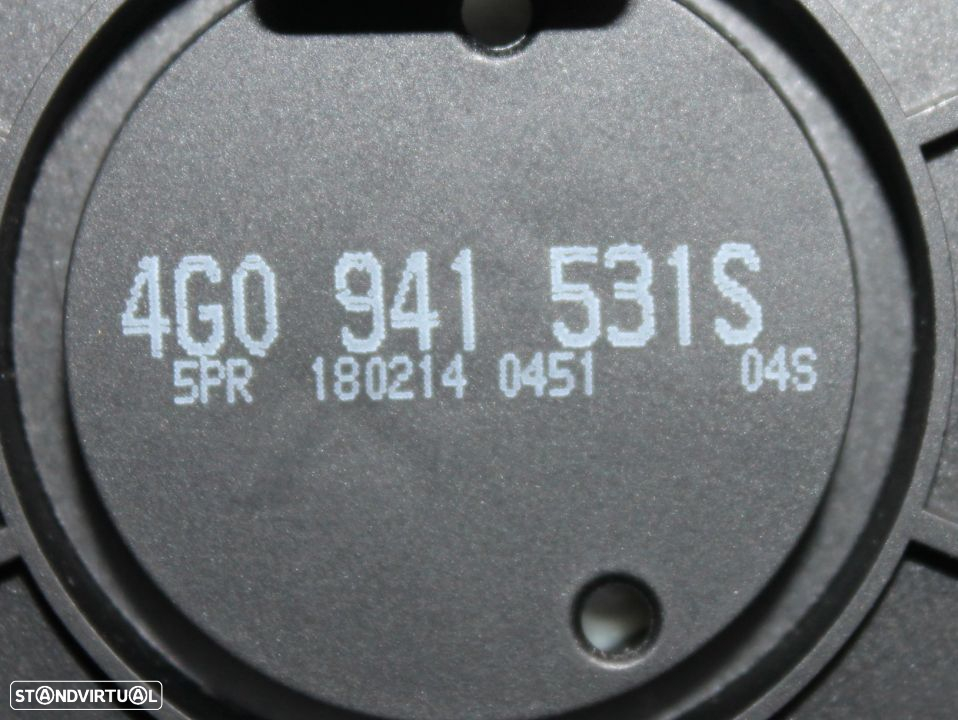 4G0 941 531S
5PR 180214 0451 04S
STANDVIRTUAL